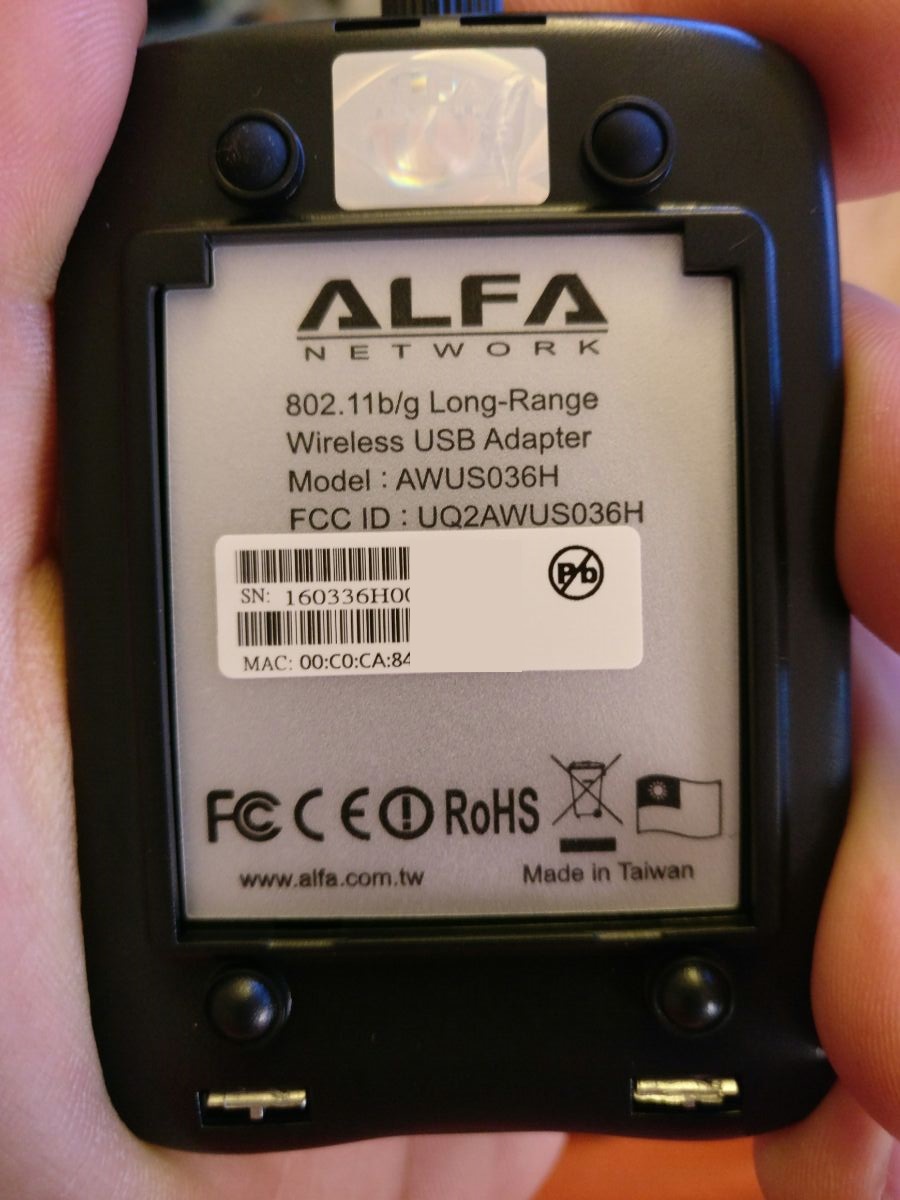 ALFA
NETWORK
802.11b/g Long-Range
Wireless USB Adapter
Model : AWUS036H
FCC ID : UQ2AWUS036H
SN: 160336H00
Pb
MAC: 00:C0:CA:84
FC CE RoHS
www.alfa.com.tw
Made in Taiwan